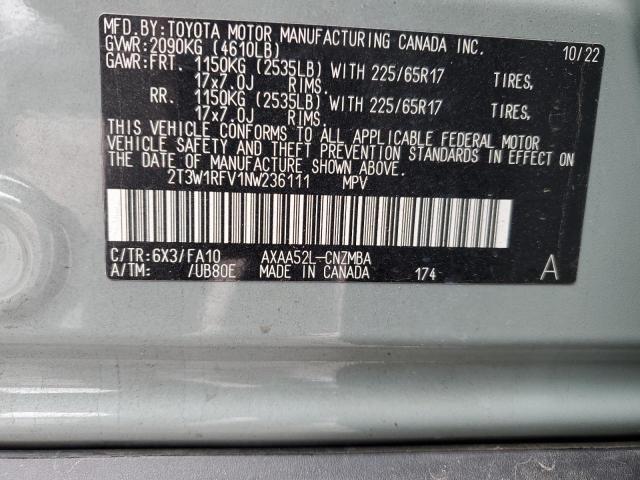 MFD.BY:TOYOTA MOTOR MANUFACTURING CANADA INC.
GVWR:2090KG (4610LB) 10/22
GAWR:FRT. 1150KG (2535LB) WITH 225/65R17 TIRES,
17x7.0J RIMS.
RR. 1150KG (2535LB) WITH 225/65R17 TIRES,
17x7.0J RIMS.
THIS VEHICLE CONFORMS TO ALL APPLICABLE FEDERAL MOTOR
VEHICLE SAFETY AND THEFT PREVENTION STANDARDS IN EFFECT ON
THE DATE OF MANUFACTURE SHOWN ABOVE.
2T3W1RFV1NW236111 MPV
C/TR:6X3/FA10 AXAA52L-CNZMBA
A/TM: /UB80E MADE IN CANADA 174 A